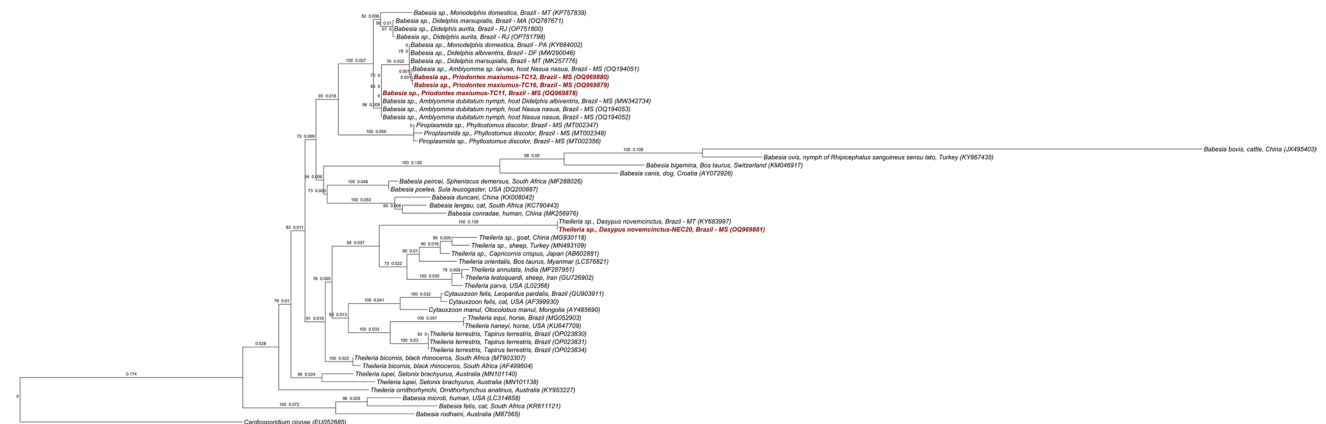 Babesia sp., Monodelphis domestica, Brazil - MT (KP757839)
Babesia sp., Didelphis marsupialis, Brazil - MA (OQ787671)
Babesia sp., Didelphis aurita, Brazil - RJ (OP751800)
Babesia sp., Didelphis aurita, Brazil - RJ (OP751798)
Babesia sp., Monodelphis domestica, Brazil - PA (KY684002)
Babesia sp., Didelphis albiventris, Brazil - DF (MW290046)
Babesia sp., Didelphis marsupialis, Brazil - MT (MK257776)
Babesia sp., Amblyomma sp. larvae, host Nasua nasua, Brazil - MS (OQ194051)
Babesia sp., Priodontes maxiumus-TC12, Brazil - MS (OQ969880)
Babesia sp., Priodontes maxiumus-TC16, Brazil - MS (OQ969879)
Babesia sp., Priodontes maxiumus-TC11, Brazil - MS (OQ969878)
Babesia sp., Amblyomma dubitatum nymph, host Didelphis albiventris, Brazil - MS (MW342734)
Babesia sp., Amblyomma dubitatum nymph, host Nasua nasua, Brazil - MS (OQ194053)
Babesia sp., Amblyomma dubitatum nymph, host Nasua nasua, Brazil - MS (OQ194052)
Piroplasmida sp., Phyllostomus discolor, Brazil - MS (MT002347)
Piroplasmida sp., Phyllostomus discolor, Brazil - MS (MT002348)
Piroplasmida sp., Phyllostomus discolor, Brazil - MS (MT002356)
Babesia bovis, cattle, China (JX495403)
Babesia ovis, nymph of Rhipicephalus sanguineus sensu lato, Turkey (KY867435)
Babesia bigemina, Bos taurus, Switzerland (KM046917)
Babesia canis, dog, Croatia (AY072926)
Babesia peircei, Spheniscus demersus, South Africa (MF288026)
Babesia poelea, Sula leucogaster, USA (DQ200887)
Babesia duncani, China (KX008042)
Babesia lengau, cat, South Africa (KC790443)
Babesia conradae, human, China (MK256976)
Theileria sp., Dasypus novemcinctus, Brazil - MT (KY683997)
Theileria sp., Dasypus novemcinctus-NEC20, Brazil - MS (OQ969881)
Theileria sp., goat, China (MG930118)
Theileria sp., sheep, Turkey (MN493109)
Theileria sp., Capricornis crispus, Japan (AB602881)
Theileria orientalis, Bos taurus, Myanmar (LC576821)
Theileria annulata, India (MF287951)
Theileria lestoquardi, sheep, Iran (GU726902)
Theileria parva, USA (L02366)
Cytauxzoon felis, Leopardus pardalis, Brazil (GU903911)
Cytauxzoon felis, cat, USA (AF399930)
Cytauxzoon manul, Otocolobus manul, Mongolia (AY485690)
Theileria equi, horse, Brazil (MG052903)
Theileria haneyi, horse, USA (KU647709)
Theileria terrestris, Tapirus terrestris, Brazil (OP023830)
Theileria terrestris, Tapirus terrestris, Brazil (OP023831)
Theileria terrestris, Tapirus terrestris, Brazil (OP023834)
Theileria bicornis, black rhinoceros, South Africa (MT903307)
Theileria bicornis, black rhinoceros, South Africa (AF499604)
Theileria lupei, Setonix brachyurus, Australia (MN101140)
Theileria lupei, Setonix brachyurus, Australia (MN101138)
Theileria ornithorhynchi, Ornithorhynchus anatinus, Australia (KY953227)
Babesia microti, human, USA (LC314658)
Babesia felis, cat, South Africa (KR611121)
Babesia rodhaini, Australia (M87565)
Cardiosporidium cionae (EU052685)